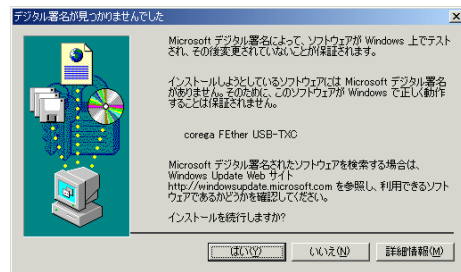 デジタル署名が見つかりませんでした
Microsoft デジタル署名によって、ソフトウェアが Windows 上でテスト
され、その後変更されていないことが保証されます。
インストールしようとしているソフトウェアには Microsoft デジタル署名
がありません。そのために、このソフトウェアが Windows で正しく動作
することは保証されません。
corega FEther USB-TXC
Microsoft デジタル署名されたソフトウェアを検索する場合は、
Windows Update Web サイト
http://windowsupdate.microsoft.com を参照し、利用できるソフト
ウェアであるかどうかを確認してください。
インストールを続行しますか?
はい(Y) いいえ(N) 詳細情報(M)